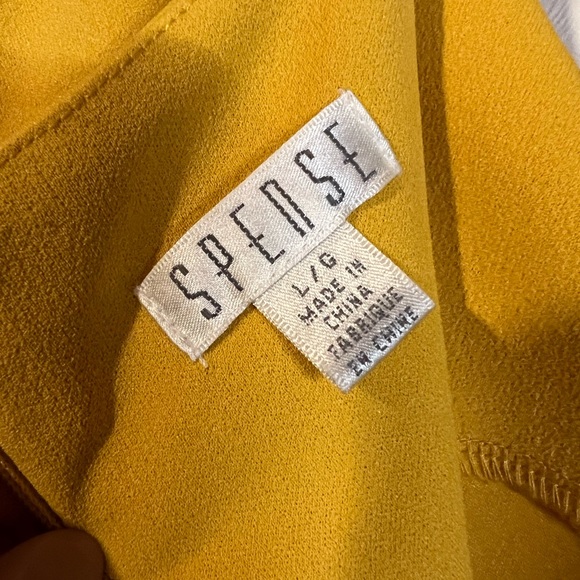 SPENSE
L/G
MADE IN
CHINA
FABRIQUE
EN CHINE